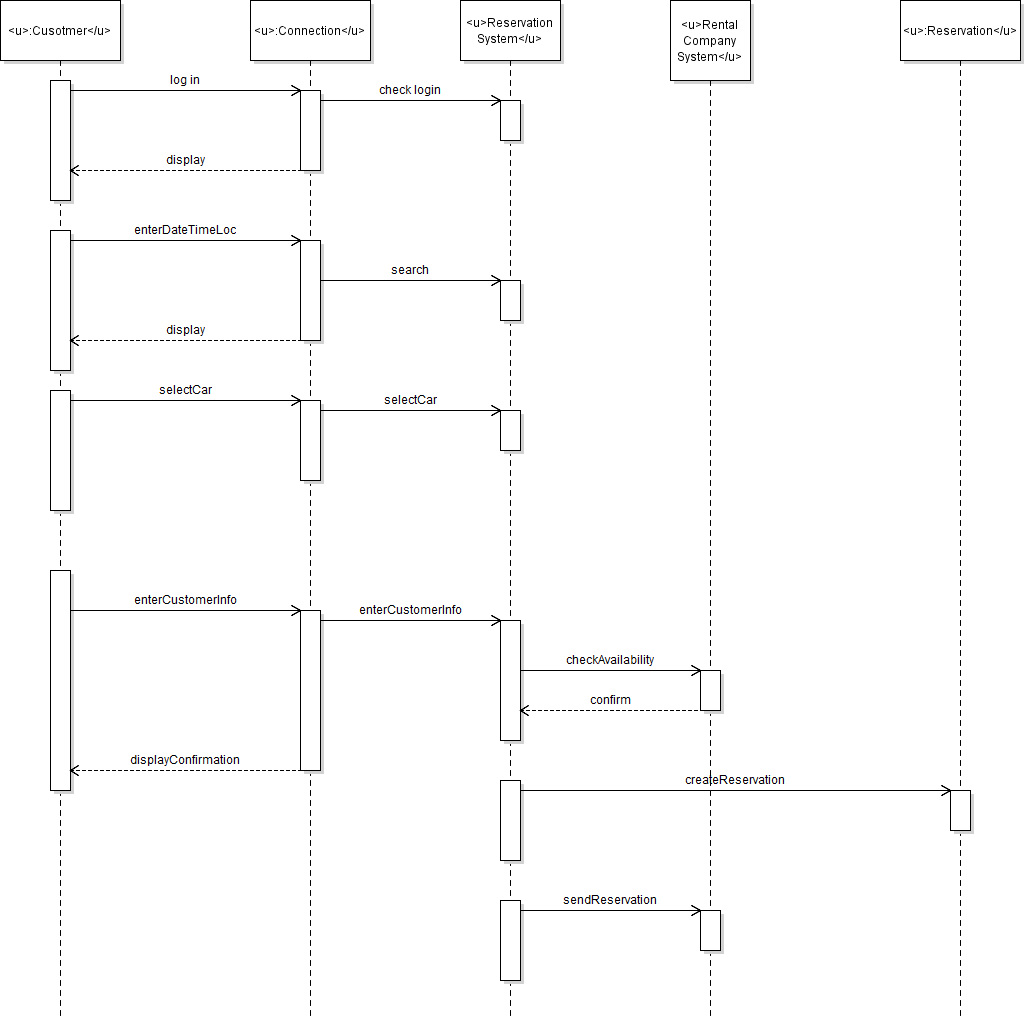 <u>:Cusotmer</u>
<u>:Connection</u>
<u>Reservation
System</u>
<u>Rental
Company
System</u>
<u>:Reservation</u>
log in
check login
display
enterDateTimeLoc
search
display
selectCar
selectCar
enterCustomerInfo
enterCustomerInfo
checkAvailability
confirm
displayConfirmation
createReservation
sendReservation